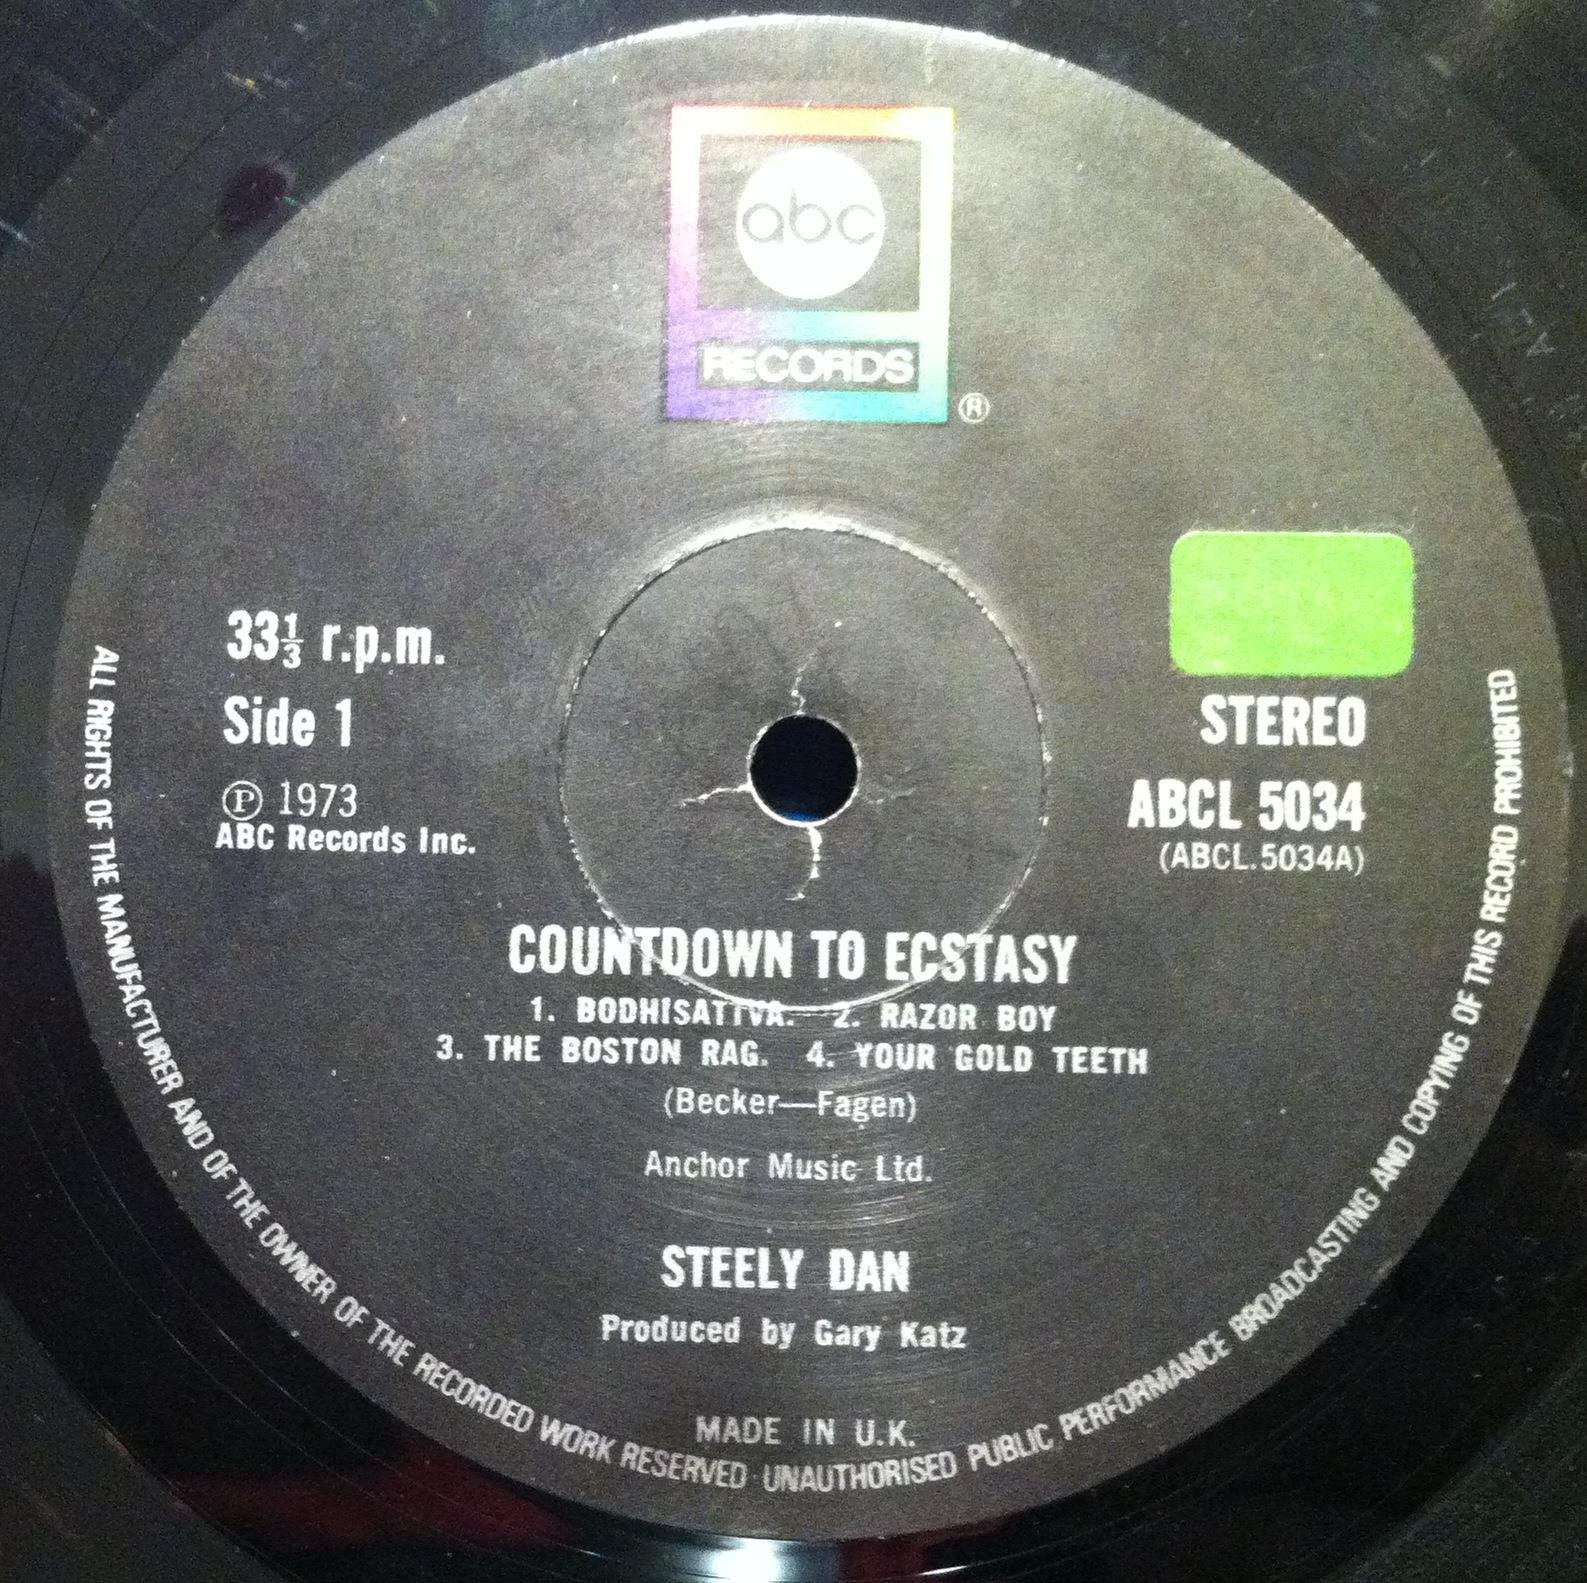 abc
RECORDS
®
33⅓ r.p.m.
Side 1
Ⓟ 1973
ABC Records Inc.
STEREO
ABCL 5034
(ABCL.5034A)
COUNTDOWN TO ECSTASY
1. BODHISATTVA. 2. RAZOR BOY
3. THE BOSTON RAG. 4. YOUR GOLD TEETH
(Becker—Fagen)
Anchor Music Ltd.
STEELY DAN
Produced by Gary Katz
MADE IN U.K.
ALL RIGHTS OF THE MANUFACTURER AND OF THE OWNER OF THE RECORDED WORK RESERVED UNAUTHORISED PUBLIC PERFORMANCE BROADCASTING AND COPYING OF THIS RECORD PROHIBITED